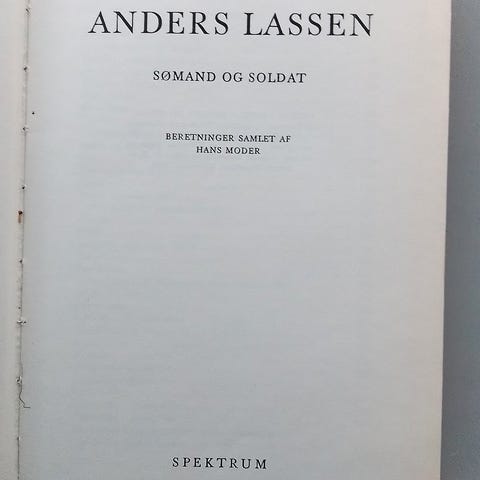 ANDERS LASSEN
SØMAND OG SOLDAT
BERETNINGER SAMLET AF
HANS MODER
SPEKTRUM